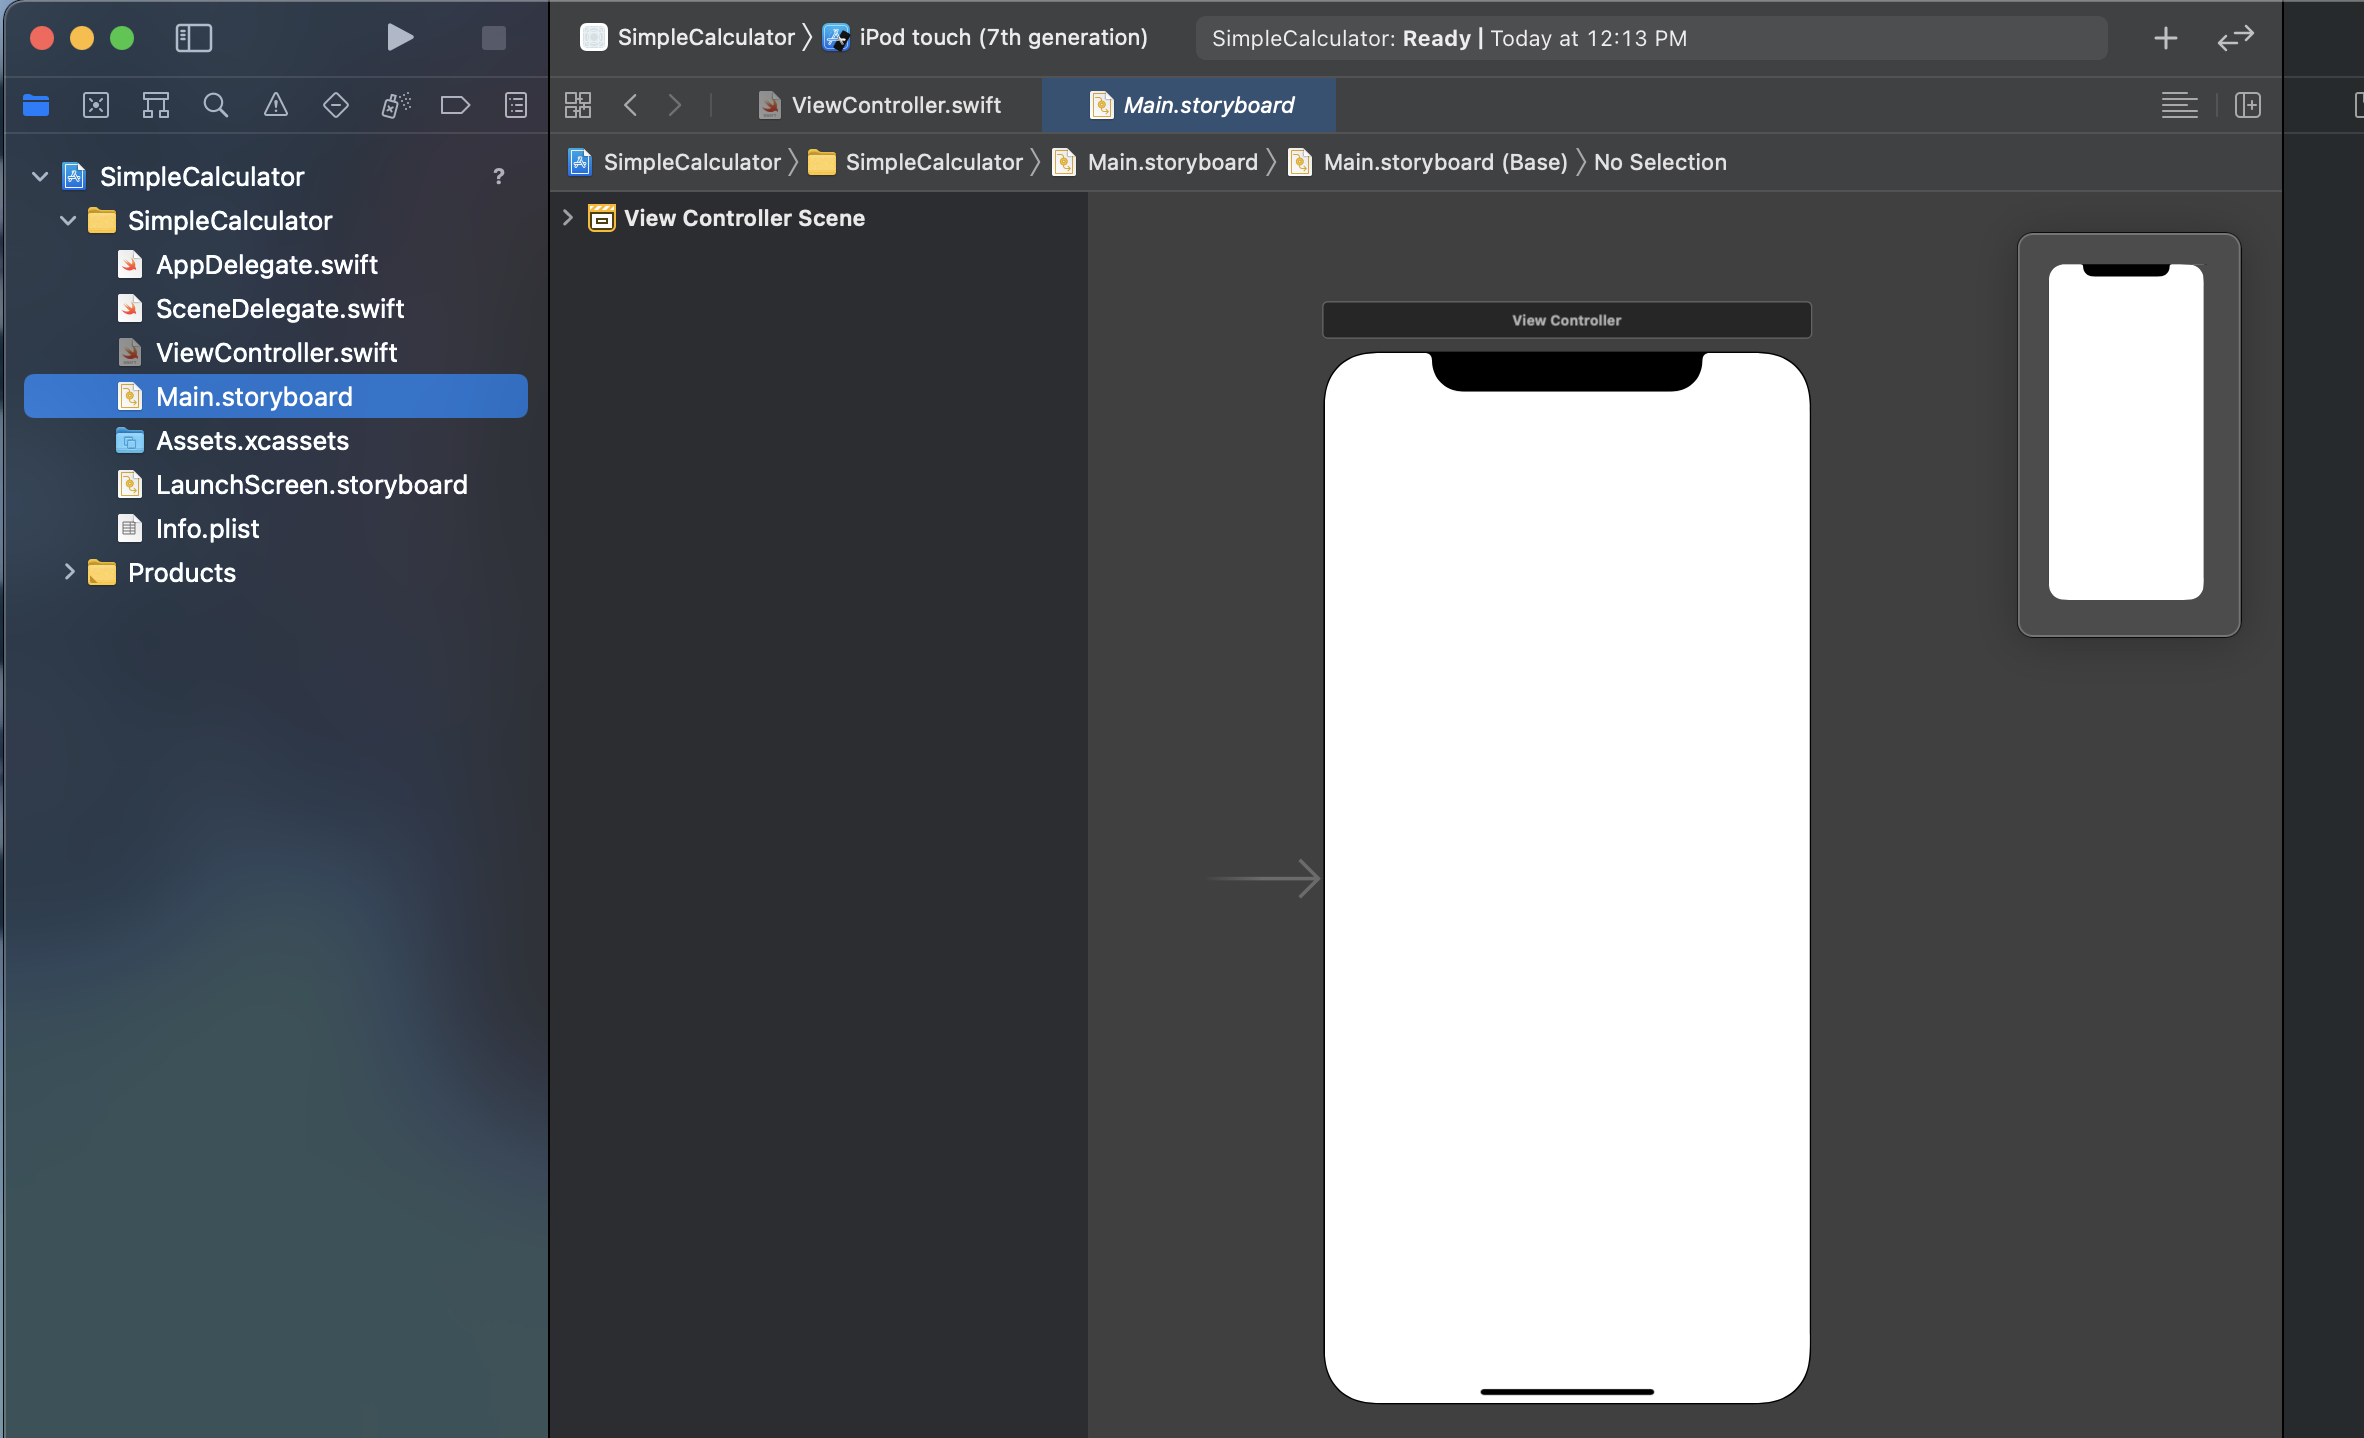 SimpleCalculator
iPod touch (7th generation)
SimpleCalculator: Ready | Today at 12:13 PM
ViewController.swift
Main.storyboard
SimpleCalculator
SimpleCalculator
Main.storyboard
Main.storyboard (Base)
No Selection
SimpleCalculator
?
SimpleCalculator
AppDelegate.swift
SceneDelegate.swift
ViewController.swift
Main.storyboard
Assets.xcassets
LaunchScreen.storyboard
Info.plist
Products
View Controller Scene
View Controller